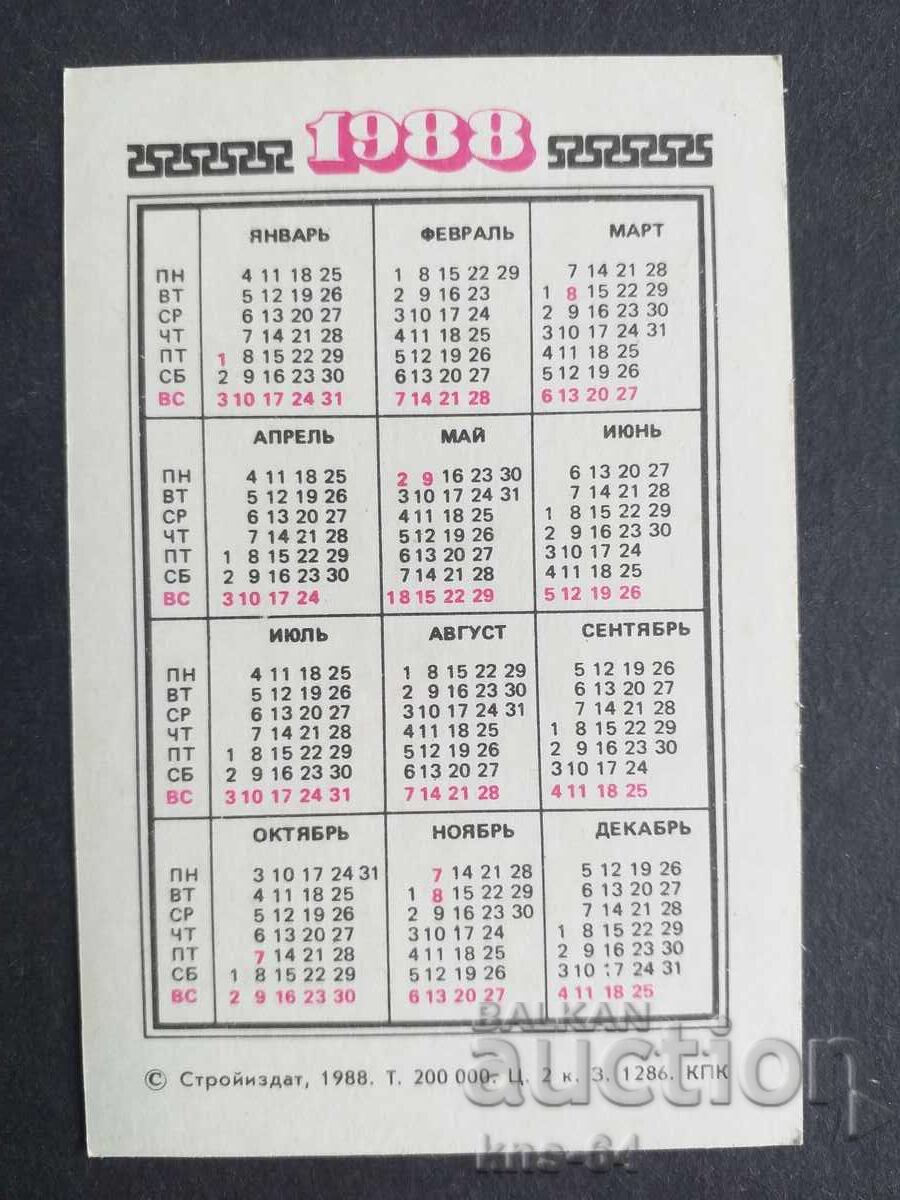 1988
ЯНВАРЬ ФЕВРАЛЬ МАРТ
ПН 4 11 18 25 1 8 15 22 29 7 14 21 28
ВТ 5 12 19 26 2 9 16 23 1 8 15 22 29
СР 6 13 20 27 3 10 17 24 2 9 16 23 30
ЧТ 7 14 21 28 4 11 18 25 3 10 17 24 31
ПТ 1 8 15 22 29 5 12 19 26 4 11 18 25
СБ 2 9 16 23 30 6 13 20 27 5 12 19 26
ВС 3 10 17 24 31 7 14 21 28 6 13 20 27
АПРЕЛЬ МАЙ ИЮНЬ
ПН 4 11 18 25 2 9 16 23 30 6 13 20 27
ВТ 5 12 19 26 3 10 17 24 31 7 14 21 28
СР 6 13 20 27 4 11 18 25 1 8 15 22 29
ЧТ 7 14 21 28 5 12 19 26 2 9 16 23 30
ПТ 1 8 15 22 29 6 13 20 27 3 10 17 24
СБ 2 9 16 23 30 7 14 21 28 4 11 18 25
ВС 3 10 17 24 1 8 15 22 29 5 12 19 26
ИЮЛЬ АВГУСТ СЕНТЯБРЬ
ПН 4 11 18 25 1 8 15 22 29 5 12 19 26
ВТ 5 12 19 26 2 9 16 23 30 6 13 20 27
СР 6 13 20 27 3 10 17 24 31 7 14 21 28
ЧТ 7 14 21 28 4 11 18 25 1 8 15 22 29
ПТ 1 8 15 22 29 5 12 19 26 2 9 16 23 30
СБ 2 9 16 23 30 6 13 20 27 3 10 17 24
ВС 3 10 17 24 31 7 14 21 28 4 11 18 25
ОКТЯБРЬ НОЯБРЬ ДЕКАБРЬ
ПН 3 10 17 24 31 7 14 21 28 5 12 19 26
ВТ 4 11 18 25 1 8 15 22 29 6 13 20 27
СР 5 12 19 26 2 9 16 23 30 7 14 21 28
ЧТ 6 13 20 27 3 10 17 24 1 8 15 22 29
ПТ 7 14 21 28 4 11 18 25 2 9 16 23 30
СБ 1 8 15 22 29 5 12 19 26 3 10 17 24 31
ВС 2 9 16 23 30 6 13 20 27 4 11 18 25
© Стройиздат, 1988. Т. 200 000. Ц. 2 к. З. 1286. КПК
BALKAN
auction
kns-64